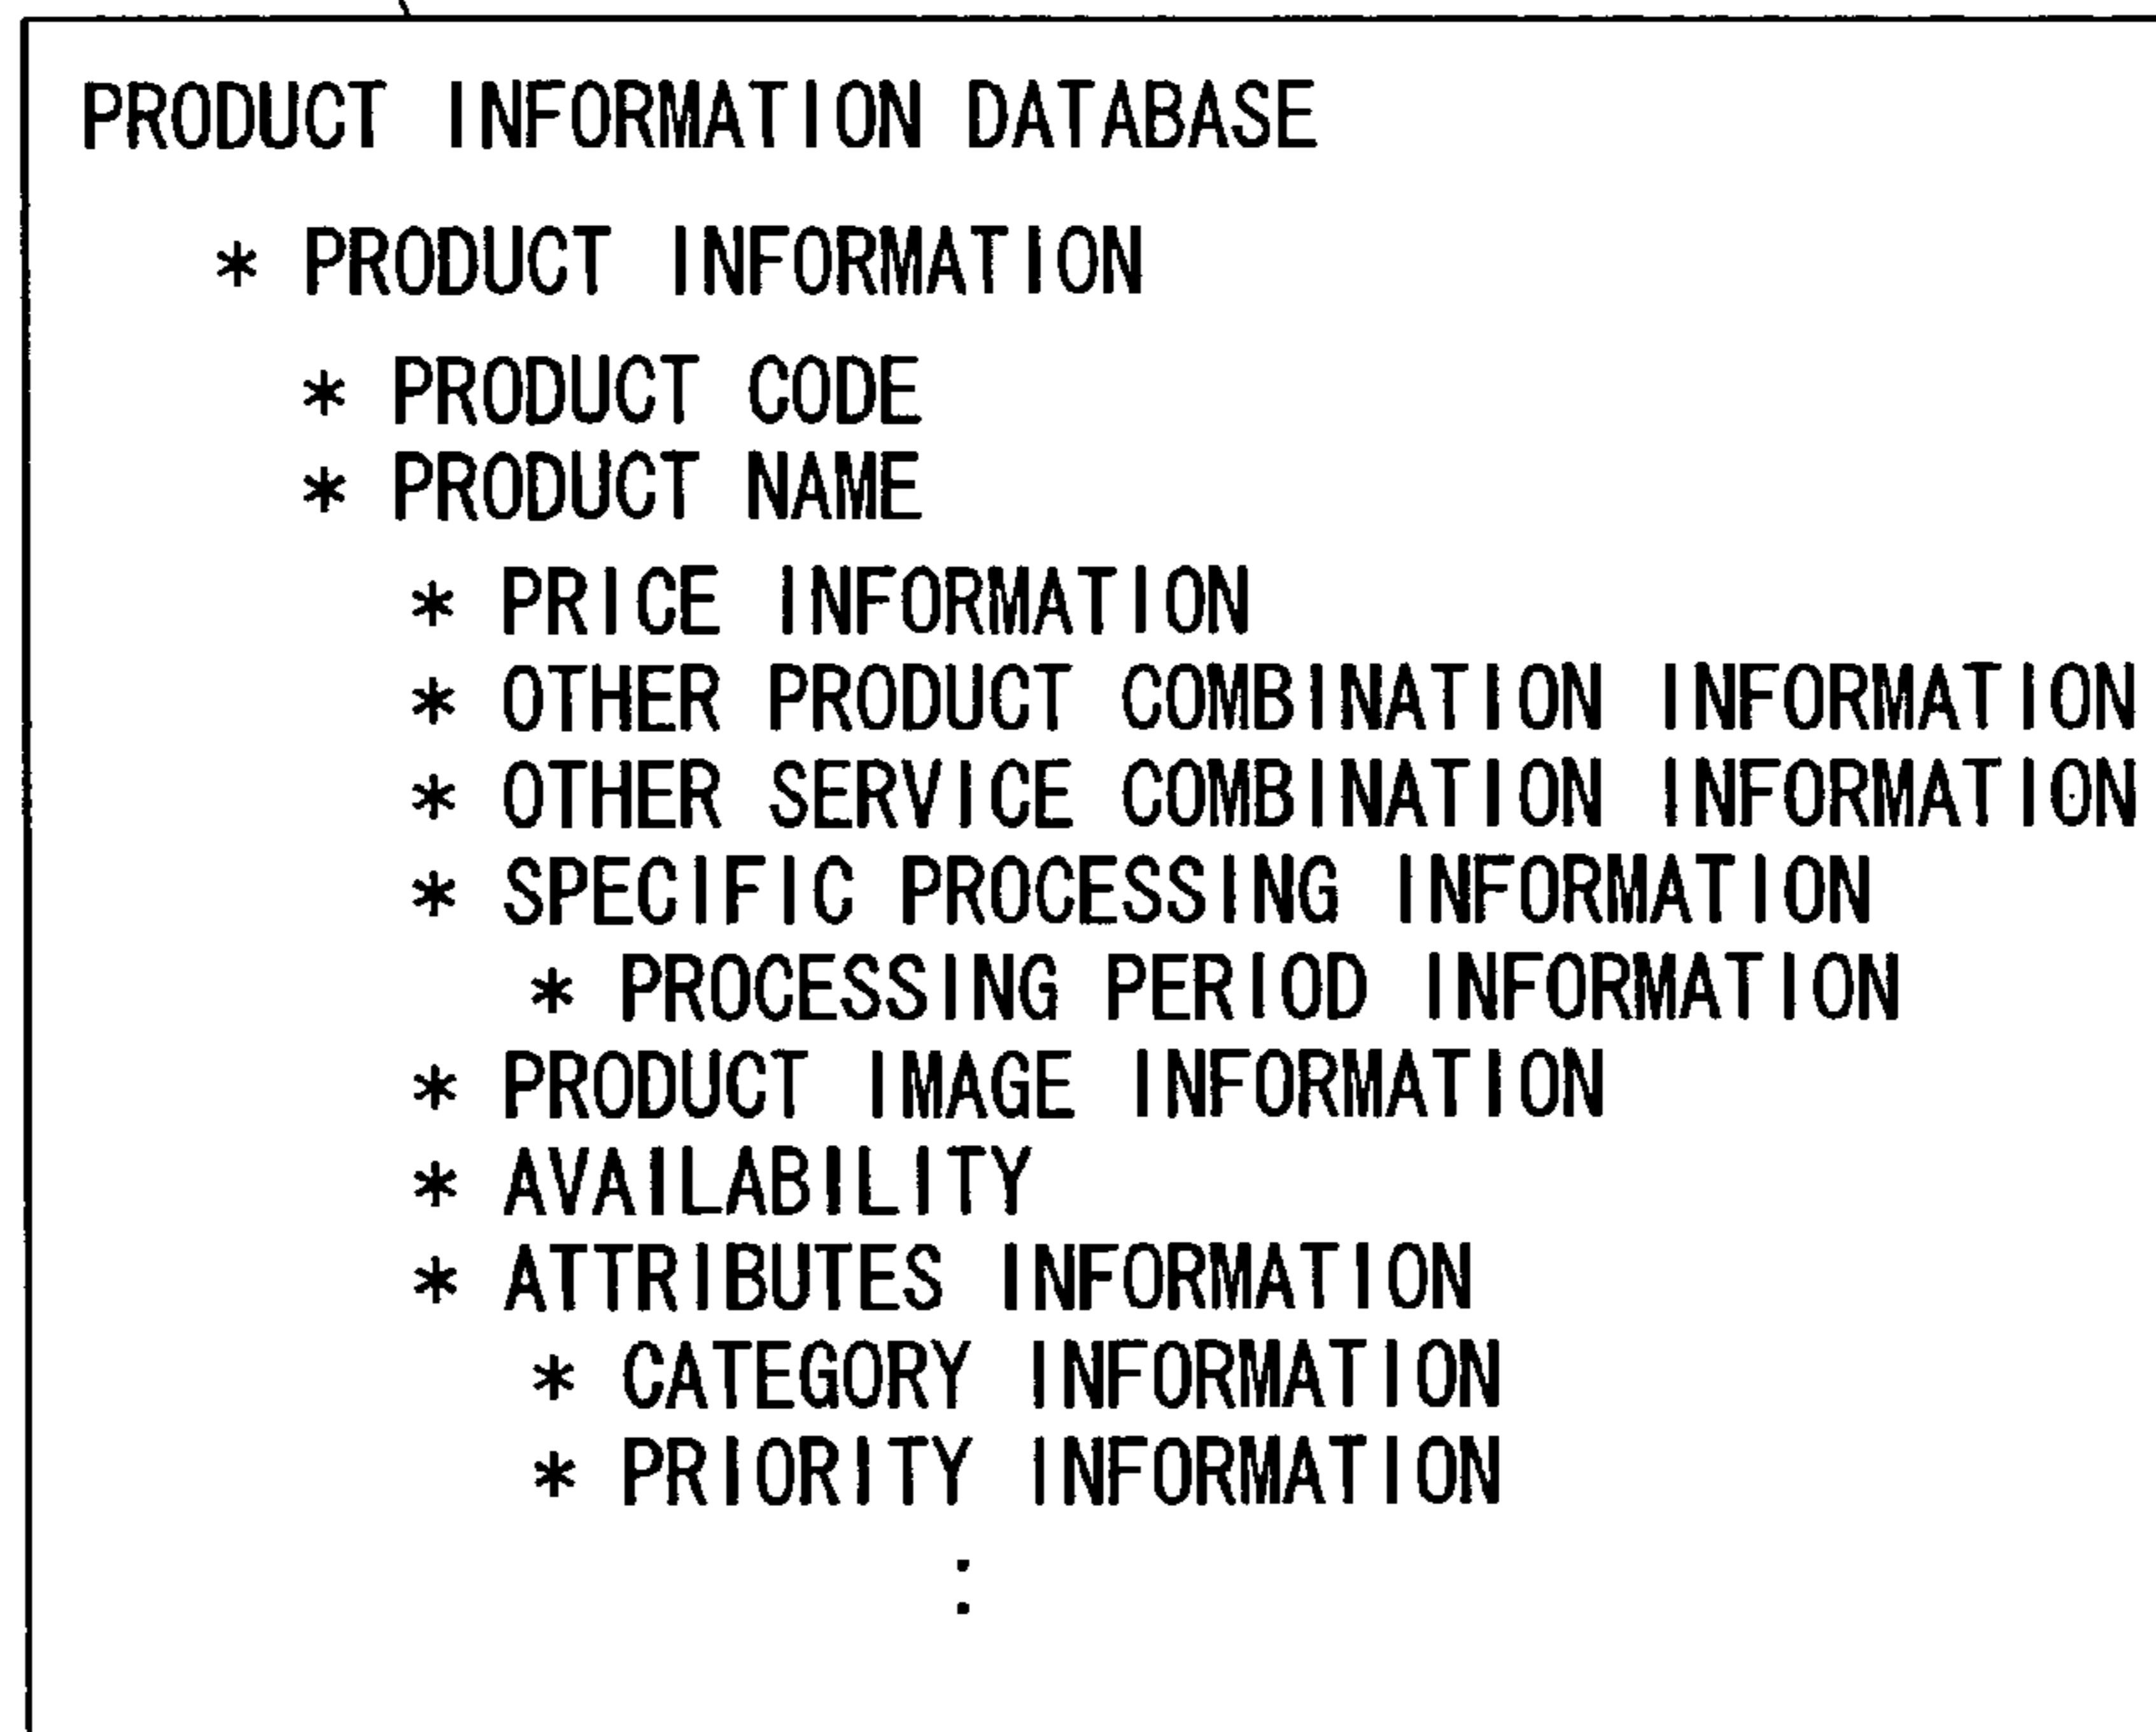 PRODUCT INFORMATION DATABASE
* PRODUCT INFORMATION
* PRODUCT CODE
* PRODUCT NAME
* PRICE INFORMATION
* OTHER PRODUCT COMBINATION INFORMATION
* OTHER SERVICE COMBINATION INFORMATION
* SPECIFIC PROCESSING INFORMATION
* PROCESSING PERIOD INFORMATION
* PRODUCT IMAGE INFORMATION
* AVAILABILITY
* ATTRIBUTES INFORMATION
* CATEGORY INFORMATION
* PRIORITY INFORMATION
: